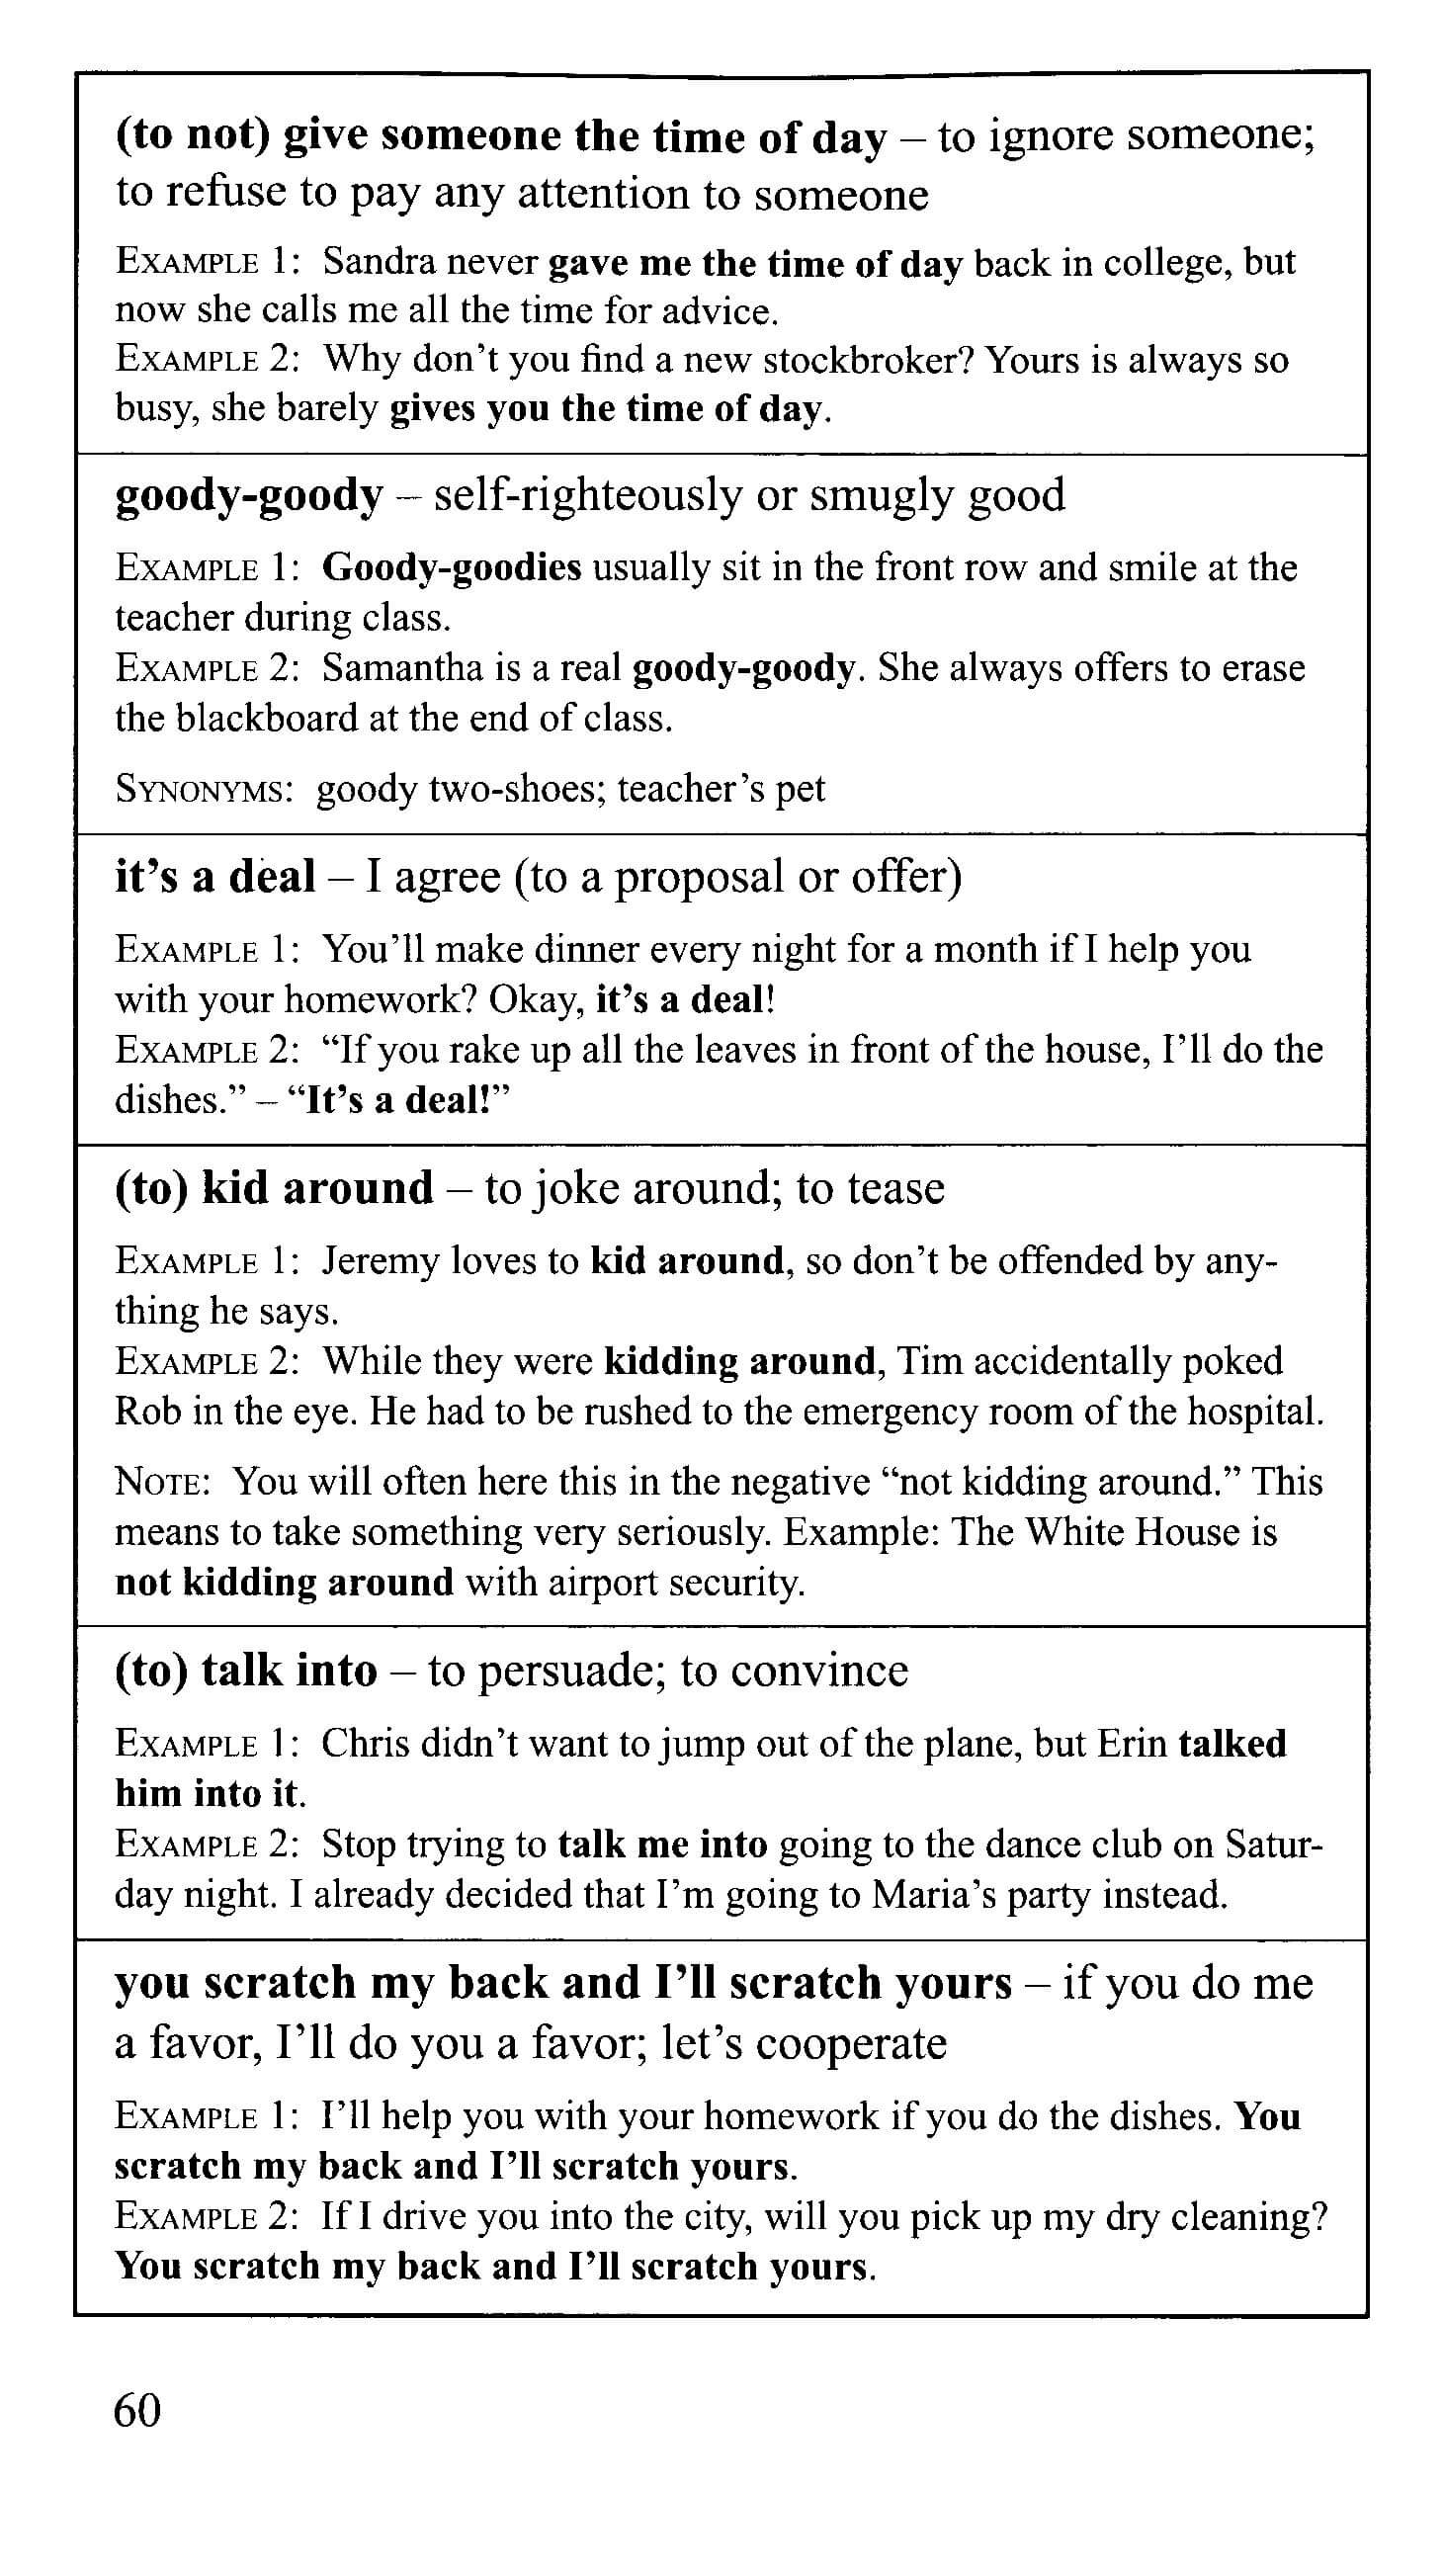 (to not) give someone the time of day – to ignore someone;
to refuse to pay any attention to someone
EXAMPLE 1: Sandra never gave me the time of day back in college, but
now she calls me all the time for advice.
EXAMPLE 2: Why don’t you find a new stockbroker? Yours is always so
busy, she barely gives you the time of day.
goody-goody – self-righteously or smugly good
EXAMPLE 1: Goody-goodies usually sit in the front row and smile at the
teacher during class.
EXAMPLE 2: Samantha is a real goody-goody. She always offers to erase
the blackboard at the end of class.
SYNONYMS: goody two-shoes; teacher’s pet
it’s a deal – I agree (to a proposal or offer)
EXAMPLE 1: You’ll make dinner every night for a month if I help you
with your homework? Okay, it’s a deal!
EXAMPLE 2: “If you rake up all the leaves in front of the house, I’ll do the
dishes.” – “It’s a deal!”
(to) kid around – to joke around; to tease
EXAMPLE 1: Jeremy loves to kid around, so don’t be offended by any-
thing he says.
EXAMPLE 2: While they were kidding around, Tim accidentally poked
Rob in the eye. He had to be rushed to the emergency room of the hospital.
NOTE: You will often here this in the negative “not kidding around.” This
means to take something very seriously. Example: The White House is
not kidding around with airport security.
(to) talk into – to persuade; to convince
EXAMPLE 1: Chris didn’t want to jump out of the plane, but Erin talked
him into it.
EXAMPLE 2: Stop trying to talk me into going to the dance club on Satur-
day night. I already decided that I’m going to Maria’s party instead.
you scratch my back and I’ll scratch yours – if you do me
a favor, I’ll do you a favor; let’s cooperate
EXAMPLE 1: I’ll help you with your homework if you do the dishes. You
scratch my back and I’ll scratch yours.
EXAMPLE 2: If I drive you into the city, will you pick up my dry cleaning?
You scratch my back and I’ll scratch yours.
60